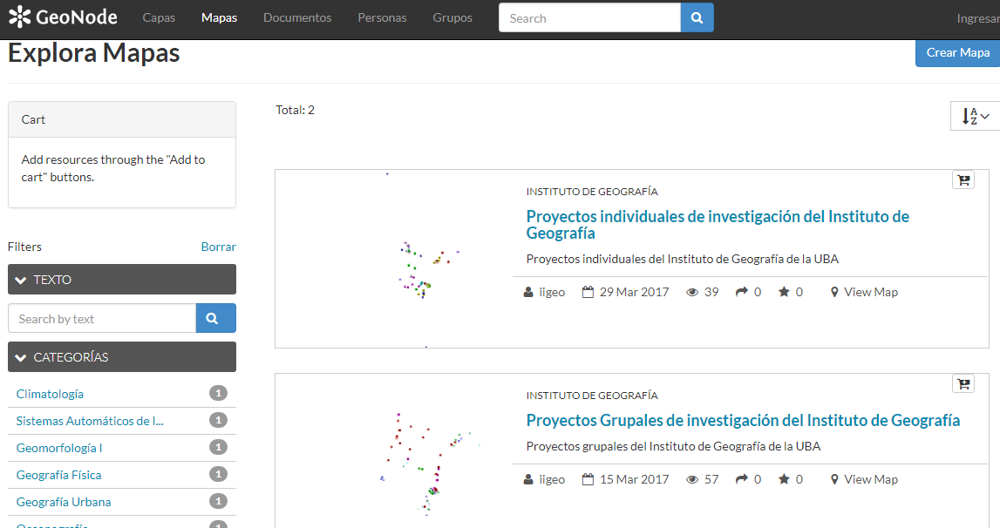 GeoNode Capas Mapas Documentos Personas Grupos Search Ingresar
Explora Mapas
Crear Mapa
Cart
Add resources through the "Add to
cart" buttons.
Filters Borrar
TEXTO
Search by text
CATEGORÍAS
Climatología 1
Sistemas Automáticos de I... 1
Geomorfología I 1
Geografía Física 1
Geografía Urbana 1
Oceanografía 1
Total: 2
A
Z
INSTITUTO DE GEOGRAFÍA
Proyectos individuales de investigación del Instituto de
Geografía
Proyectos individuales del Instituto de Geografía de la UBA
iigeo 29 Mar 2017 39 0 0 View Map
INSTITUTO DE GEOGRAFÍA
Proyectos Grupales de investigación del Instituto de Geografía
Proyectos grupales del Instituto de Geografía de la UBA
iigeo 15 Mar 2017 57 0 0 View Map